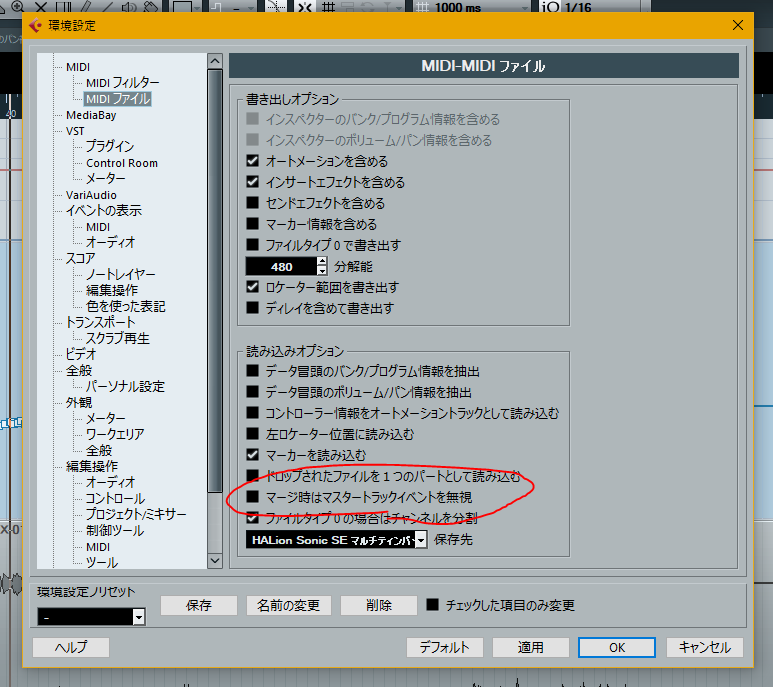 1000 ms
iQ 1/16
環境設定
40
MIDI
MIDI フィルター
MIDI ファイル
MediaBay
VST
プラグイン
Control Room
メーター
VariAudio
イベントの表示
MIDI
オーディオ
スコア
ノートレイヤー
編集操作
色を使った表記
トランスポート
スクラブ再生
ビデオ
全般
パーソナル設定
外観
メーター
ワークエリア
全般
編集操作
オーディオ
コントロール
プロジェクト/ミキサー
制御ツール
MIDI
ツール
MIDI-MIDI ファイル
書き出しオプション
インスペクターのバンク/プログラム情報を含める
インスペクターのボリューム/パン情報を含める
オートメーションを含める
インサートエフェクトを含める
センドエフェクトを含める
マーカー情報を含める
ファイルタイプ 0 で書き出す
480 分解能
ロケーター範囲を書き出す
ディレイを含めて書き出す
読み込みオプション
データ冒頭のバンク/プログラム情報を抽出
データ冒頭のボリューム/パン情報を抽出
コントローラー情報をオートメーショントラックとして読み込む
左ロケーター位置に読み込む
マーカーを読み込む
ドロップされたファイルを 1 つのパートとして読み込む
マージ時はマスタートラックイベントを無視
ファイルタイプ 0 の場合はチャンネルを分割
HALion Sonic SE マルチティンバー 保存先
環境設定プリセット
-
保存
名前の変更
削除
チェックした項目のみ変更
ヘルプ
デフォルト
適用
OK
キャンセル